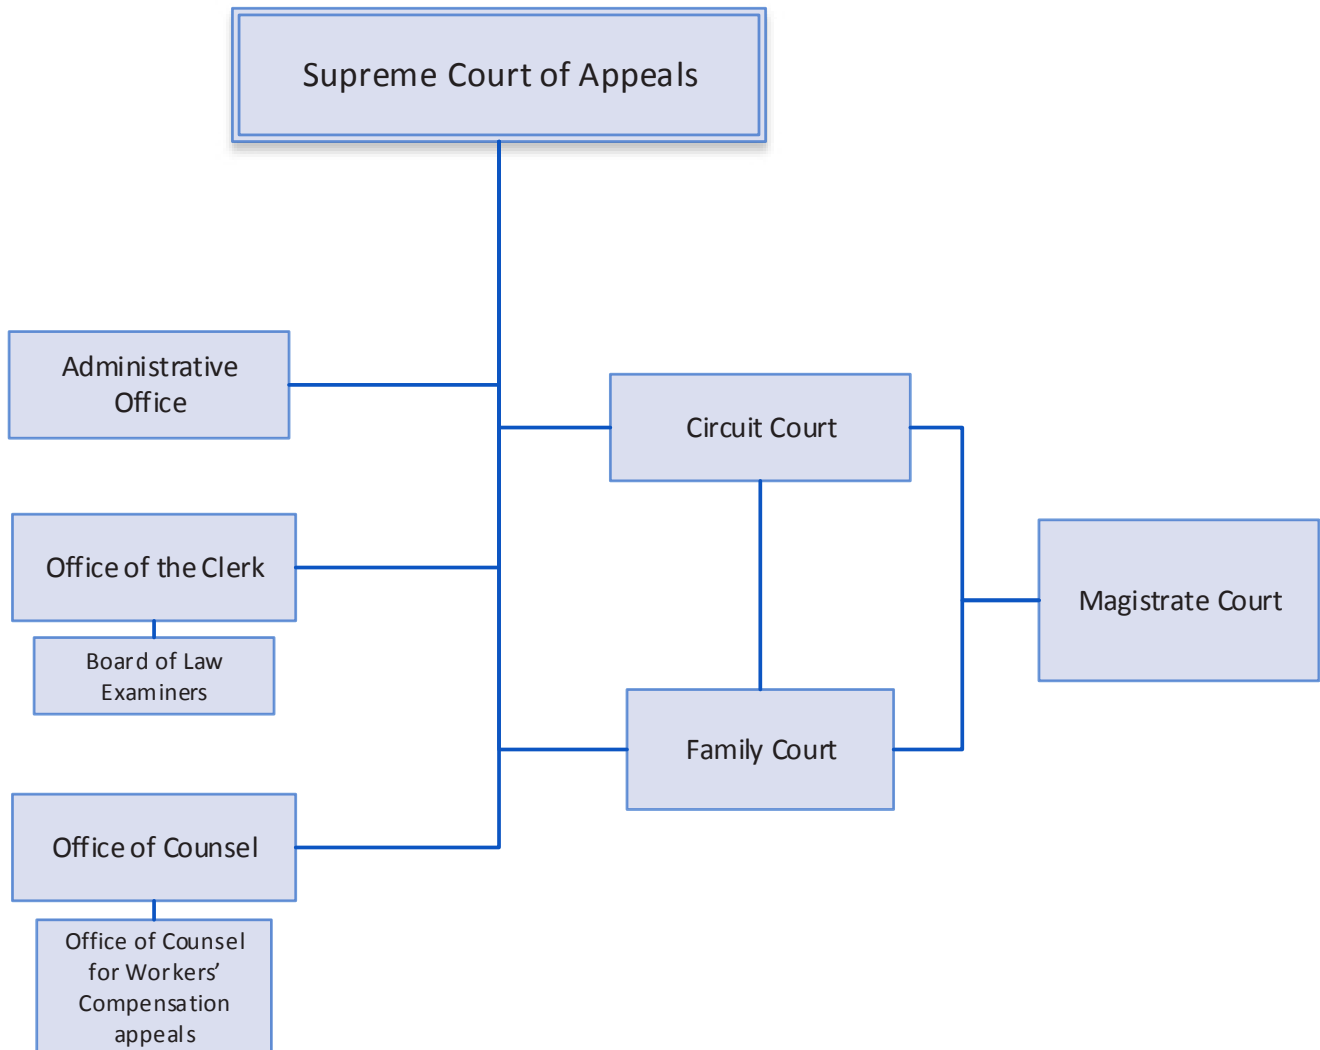 Supreme Court of Appeals
Administrative
Office
Circuit Court
Office of the Clerk
Board of Law
Examiners
Magistrate Court
Family Court
Office of Counsel
Office of Counsel
for Workers’
Compensation
appeals